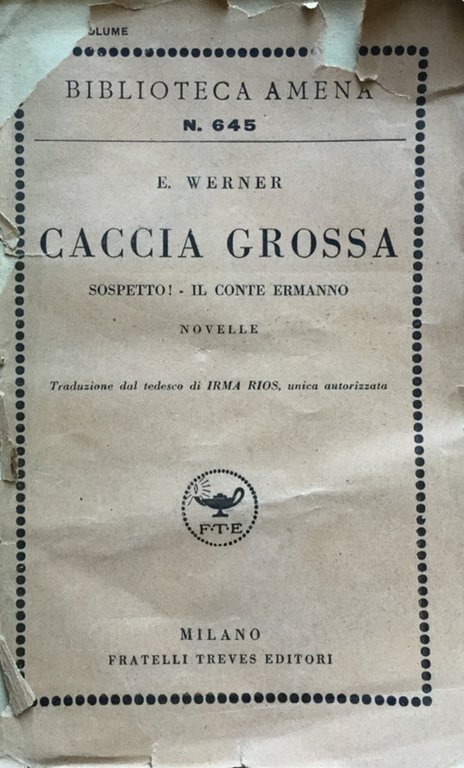 BIBLIOTECA AMENA
N. 645
E. WERNER
CACCIA GROSSA
SOSPETTO! - IL CONTE ERMANNO
NOVELLE
Traduzione dal tedesco di IRMA RIOS, unica autorizzata
F·T·E
MILANO
FRATELLI TREVES EDITORI